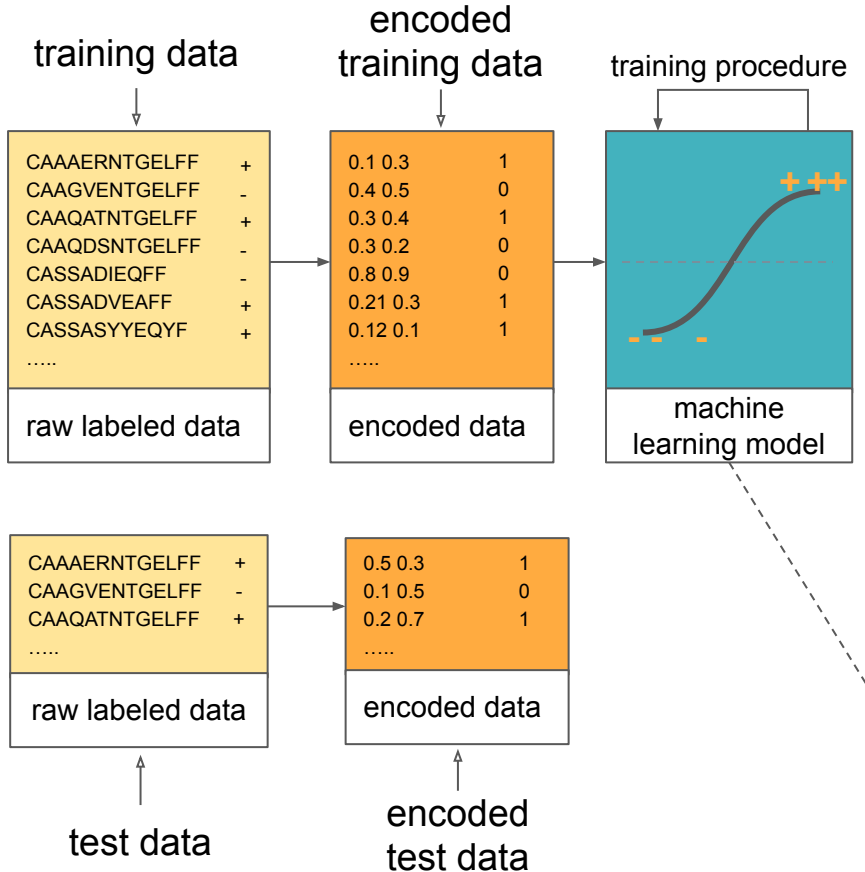 training data
encoded
training data
training procedure
CAAAERNTGELFF +
CAAGVENTGELFF -
CAAQATNTGELFF +
CAAQDSNTGELFF -
CASSADIEQFF -
CASSADVEAFF +
CASSASYYEQYF +
.....
raw labeled data
0.1 0.3 1
0.4 0.5 0
0.3 0.4 1
0.3 0.2 0
0.8 0.9 0
0.21 0.3 1
0.12 0.1 1
.....
encoded data
+ ++
- - -
machine
learning model
CAAAERNTGELFF +
CAAGVENTGELFF -
CAAQATNTGELFF +
.....
raw labeled data
0.5 0.3 1
0.1 0.5 0
0.2 0.7 1
.....
encoded data
test data
encoded
test data